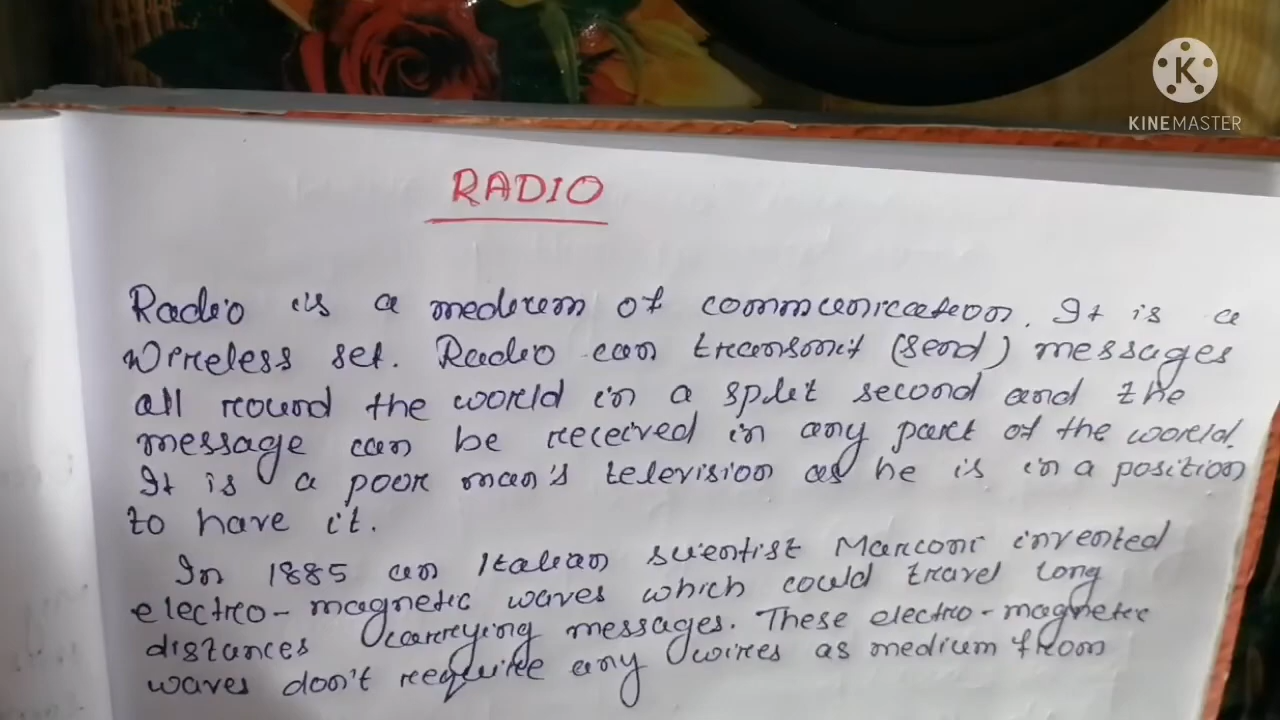 K
KINEMASTER
RADIO
Radio is a medium of communication. It is a
Wireless set. Radio can transmit (send) messages
all round the world in a split second and the
message can be received in any part of the world.
It is a poor man's television as he is in a position
to have it.
In 1885 an Italian scientist Marconi invented
electro-magnetic waves which could travel long
distances carrying messages. These electro-magnetic
waves don't require any wires as medium from